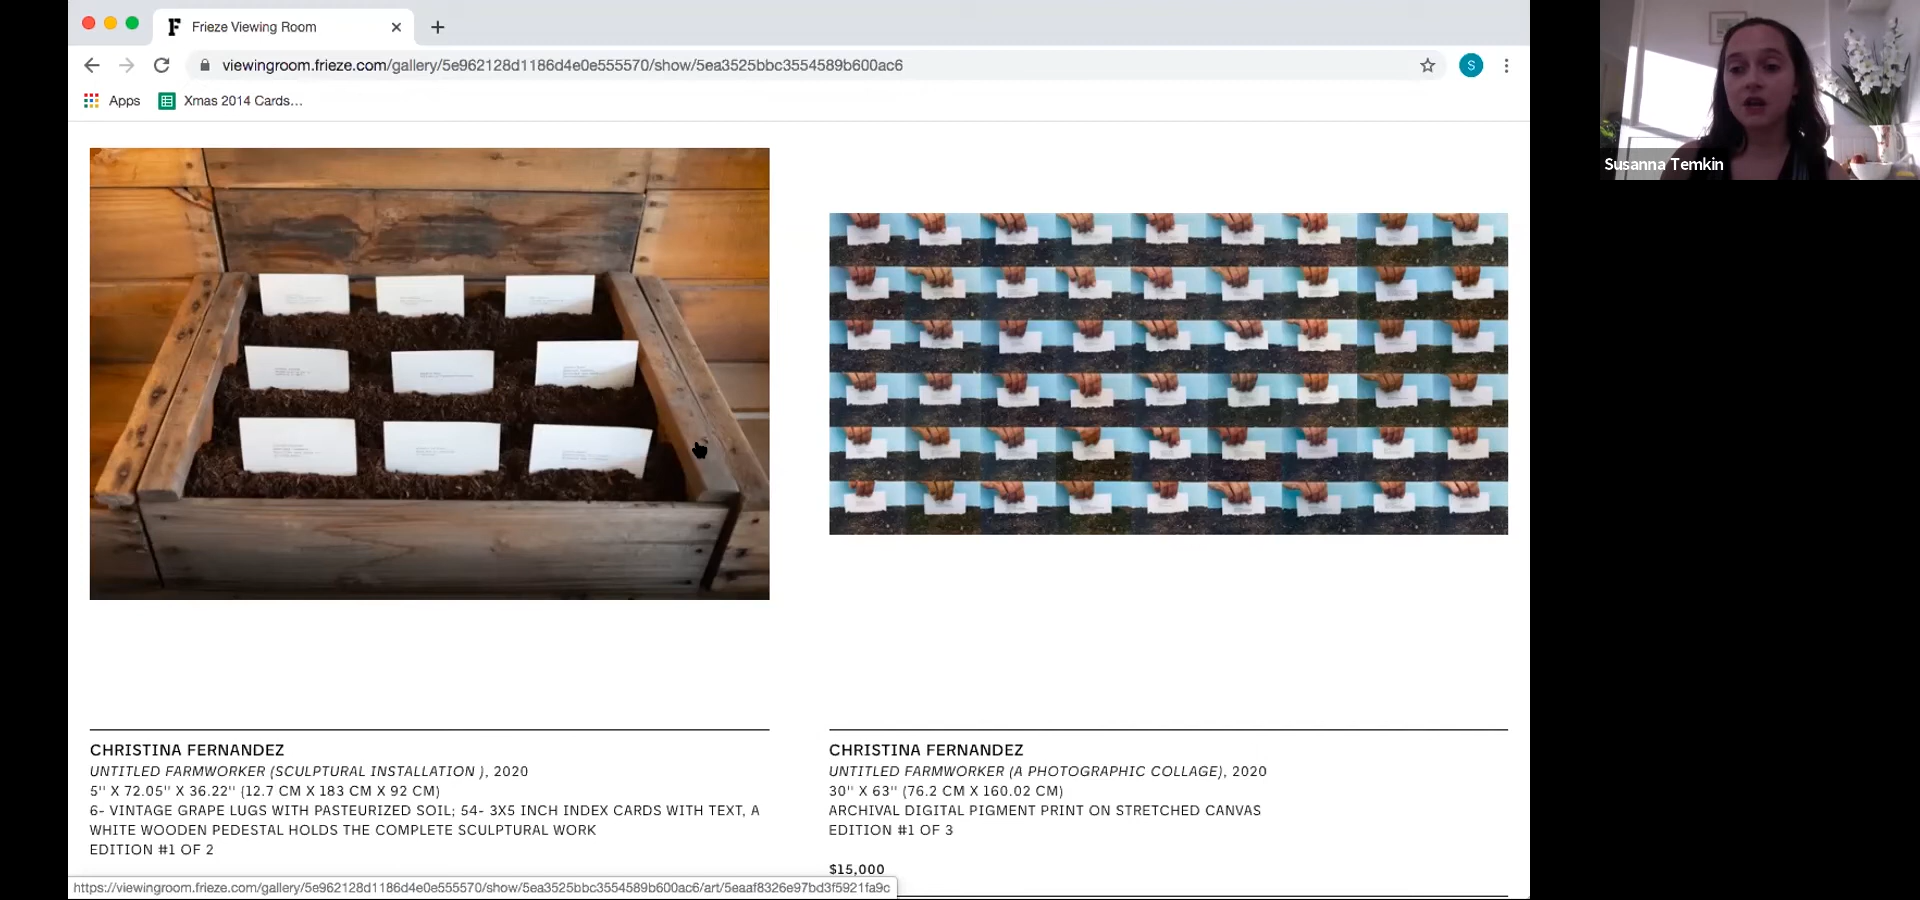 Frieze Viewing Room
viewingroom.frieze.com/gallery/5e962128d1186d4e0e555570/show/5ea3525bbc3554589b600ac6
S
Apps
Xmas 2014 Cards...
Susanna Temkin
CHRISTINA FERNANDEZ
UNTITLED FARMWORKER (SCULPTURAL INSTALLATION ), 2020
5'' X 72.05'' X 36.22'' (12.7 CM X 183 CM X 92 CM)
6- VINTAGE GRAPE LUGS WITH PASTEURIZED SOIL; 54- 3X5 INCH INDEX CARDS WITH TEXT, A
WHITE WOODEN PEDESTAL HOLDS THE COMPLETE SCULPTURAL WORK
EDITION #1 OF 2
CHRISTINA FERNANDEZ
UNTITLED FARMWORKER (A PHOTOGRAPHIC COLLAGE), 2020
30'' X 63'' (76.2 CM X 160.02 CM)
ARCHIVAL DIGITAL PIGMENT PRINT ON STRETCHED CANVAS
EDITION #1 OF 3
$15,000
https://viewingroom.frieze.com/gallery/5e962128d1186d4e0e555570/show/5ea3525bbc3554589b600ac6/art/5eaaf8326e97bd3f5921fa9c